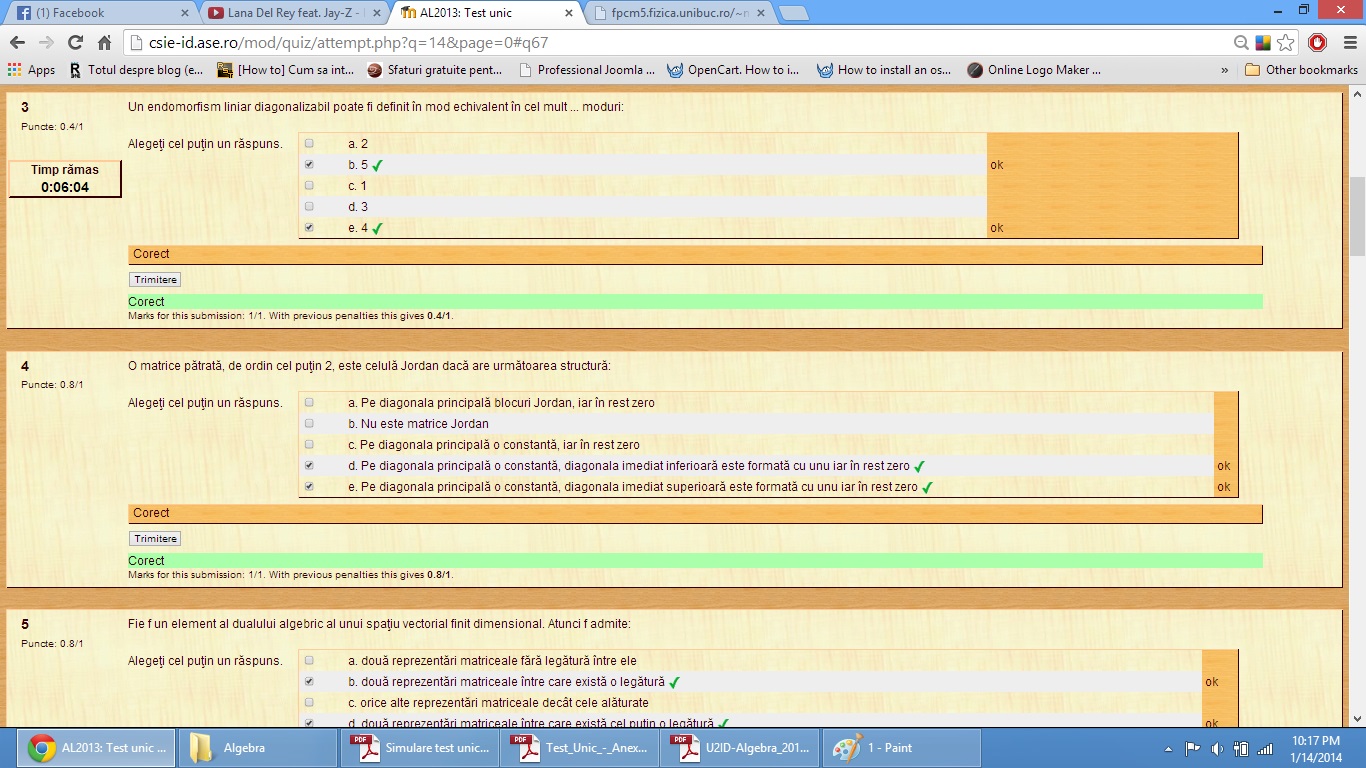 (1) Facebook
Lana Del Rey feat. Jay-Z -
AL2013: Test unic
fpcm5.fizica.unibuc.ro/~
csie-id.ase.ro/mod/quiz/attempt.php?q=14&page=0#q67
Apps
Totul despre blog (e...
[How to] Cum sa int...
Sfaturi gratuite pent...
Professional Joomla ...
OpenCart. How to i...
How to install an os...
Online Logo Maker ...
»
Other bookmarks
3
Un endomorfism liniar diagonalizabil poate fi definit în mod echivalent în cel mult ... moduri:
Puncte: 0.4/1
Alegeţi cel puţin un răspuns.
a. 2
b. 5
ok
c. 1
d. 3
e. 4
ok
Timp rămas
0:06:04
Corect
Trimitere
Corect
Marks for this submission: 1/1. With previous penalties this gives 0.4/1.
4
O matrice pătrată, de ordin cel puţin 2, este celulă Jordan dacă are următoarea structură:
Puncte: 0.8/1
Alegeţi cel puţin un răspuns.
a. Pe diagonala principală blocuri Jordan, iar în rest zero
b. Nu este matrice Jordan
c. Pe diagonala principală o constantă, iar în rest zero
d. Pe diagonala principală o constantă, diagonala imediat inferioară este formată cu unu iar în rest zero
ok
e. Pe diagonala principală o constantă, diagonala imediat superioară este formată cu unu iar în rest zero
ok
Corect
Trimitere
Corect
Marks for this submission: 1/1. With previous penalties this gives 0.8/1.
5
Fie f un element al dualului algebric al unui spaţiu vectorial finit dimensional. Atunci f admite:
Puncte: 0.8/1
Alegeţi cel puţin un răspuns.
a. două reprezentări matriceale fără legătură între ele
b. două reprezentări matriceale între care există o legătură
ok
c. orice alte reprezentări matriceale decât cele alăturate
d. două reprezentări matriceale între care există cel puţin o legătură
ok
AL2013: Test unic ...
Algebra
Simulare test unic...
Test_Unic_-_Anex...
U2ID-Algebra_201...
1 - Paint
10:17 PM
1/14/2014